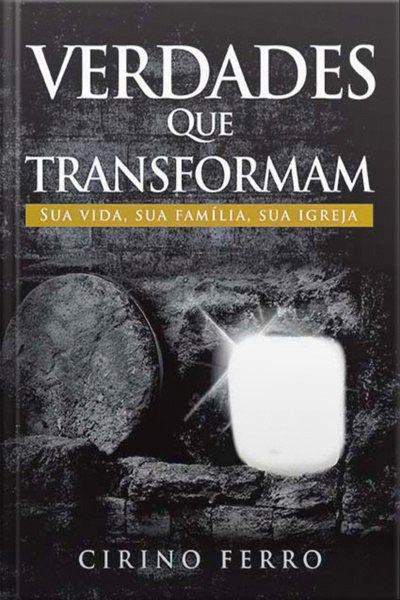 VERDADES
QUE
TRANSFORMAM
SUA VIDA, SUA FAMÍLIA, SUA IGREJA
CIRINO FERRO